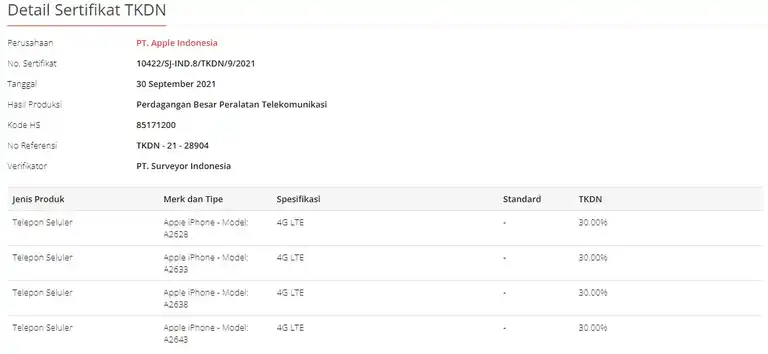 Detail Sertifikat TKDN
Perusahaan PT. Apple Indonesia
No. Sertifikat 10422/SJ-IND.8/TKDN/9/2021
Tanggal 30 September 2021
Hasil Produksi Perdagangan Besar Peralatan Telekomunikasi
Kode HS 85171200
No Referensi TKDN - 21 - 28904
Verifikator PT. Surveyor Indonesia
Jenis Produk Merk dan Tipe Spesifikasi Standard TKDN
Telepon Seluler Apple iPhone - Model: 4G LTE - 30.00%
A2628
Telepon Seluler Apple iPhone - Model: 4G LTE - 30.00%
A2633
Telepon Seluler Apple iPhone - Model: 4G LTE - 30.00%
A2638
Telepon Seluler Apple iPhone - Model: 4G LTE - 30.00%
A2643